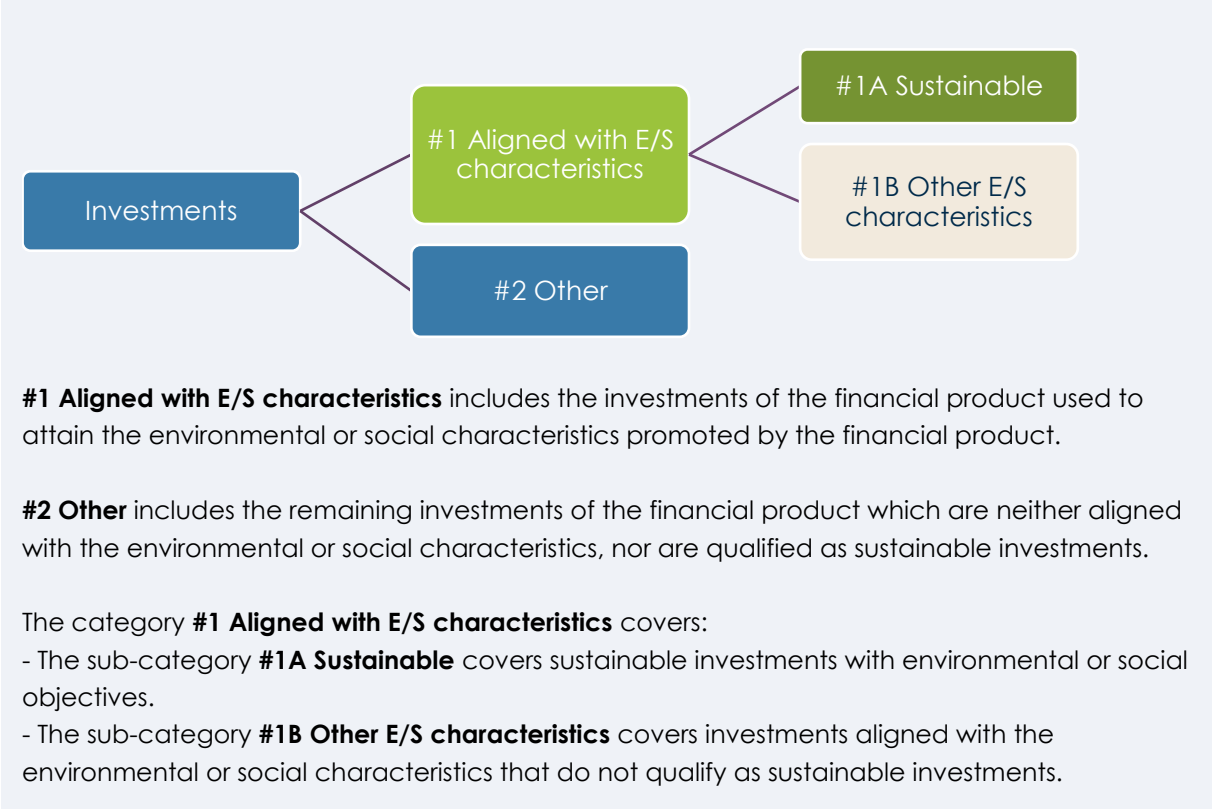 #1A Sustainable
#1 Aligned with E/S
characteristics
#1B Other E/S
characteristics
Investments
#2 Other
#1 Aligned with E/S characteristics includes the investments of the financial product used to
attain the environmental or social characteristics promoted by the financial product.
#2 Other includes the remaining investments of the financial product which are neither aligned
with the environmental or social characteristics, nor are qualified as sustainable investments.
The category #1 Aligned with E/S characteristics covers:
- The sub-category #1A Sustainable covers sustainable investments with environmental or social
objectives.
- The sub-category #1B Other E/S characteristics covers investments aligned with the
environmental or social characteristics that do not qualify as sustainable investments.